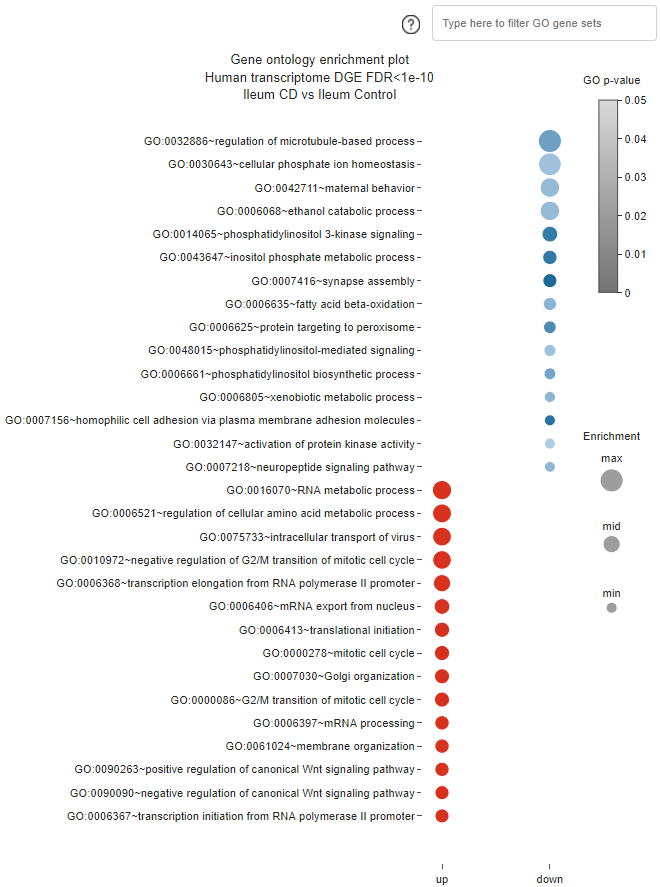 ?
Type here to filter GO gene sets
Gene ontology enrichment plot
Human transcriptome DGE FDR<1e-10
Ileum CD vs Ileum Control
GO p-value
0.05
0.04
0.03
0.02
0.01
0
GO:0032886~regulation of microtubule-based process
GO:0030643~cellular phosphate ion homeostasis
GO:0042711~maternal behavior
GO:0006068~ethanol catabolic process
GO:0014065~phosphatidylinositol 3-kinase signaling
GO:0043647~inositol phosphate metabolic process
GO:0007416~synapse assembly
GO:0006635~fatty acid beta-oxidation
GO:0006625~protein targeting to peroxisome
GO:0048015~phosphatidylinositol-mediated signaling
GO:0006661~phosphatidylinositol biosynthetic process
GO:0006805~xenobiotic metabolic process
GO:0007156~homophilic cell adhesion via plasma membrane adhesion molecules
GO:0032147~activation of protein kinase activity
GO:0007218~neuropeptide signaling pathway
GO:0016070~RNA metabolic process
GO:0006521~regulation of cellular amino acid metabolic process
GO:0075733~intracellular transport of virus
GO:0010972~negative regulation of G2/M transition of mitotic cell cycle
GO:0006368~transcription elongation from RNA polymerase II promoter
GO:0006406~mRNA export from nucleus
GO:0006413~translational initiation
GO:0000278~mitotic cell cycle
GO:0007030~Golgi organization
GO:0000086~G2/M transition of mitotic cell cycle
GO:0006397~mRNA processing
GO:0061024~membrane organization
GO:0090263~positive regulation of canonical Wnt signaling pathway
GO:0090090~negative regulation of canonical Wnt signaling pathway
GO:0006367~transcription initiation from RNA polymerase II promoter
Enrichment
max
mid
min
up
down